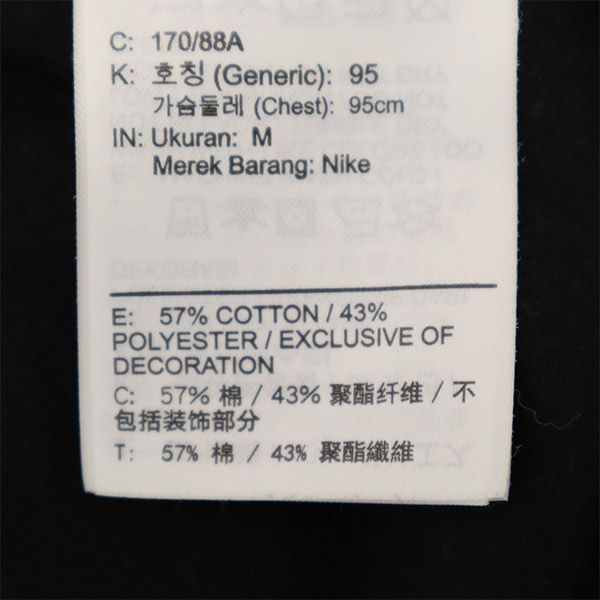 C: 170/88A
K: 호칭 (Generic): 95
가슴둘레 (Chest): 95cm
IN: Ukuran: M
Merek Barang: Nike
E: 57% COTTON / 43%
POLYESTER / EXCLUSIVE OF
DECORATION
C: 57% 棉 / 43% 聚酯纤维 / 不
包括装饰部分
T: 57% 棉 / 43% 聚酯纖維